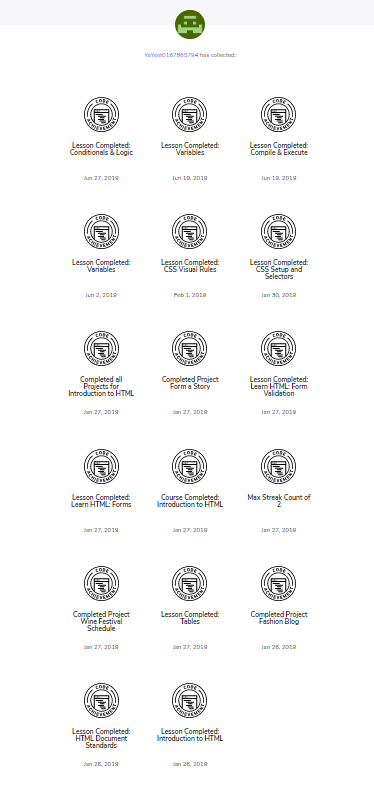 YaYeet0167865794 has collected:
CODE ACHIEVEMENT CODE ACHIEVEMENT CODE ACHIEVEMENT
Lesson Completed: Conditionals & Logic
Lesson Completed: Variables
Lesson Completed: Compile & Execute
Jun 27, 2019 Jun 19, 2019 Jun 19, 2019
CODE ACHIEVEMENT CODE ACHIEVEMENT CODE ACHIEVEMENT
Lesson Completed: Variables
Lesson Completed: CSS Visual Rules
Lesson Completed: CSS Setup and Selectors
Jun 2, 2019 Feb 1, 2019 Jan 30, 2019
CODE ACHIEVEMENT CODE ACHIEVEMENT CODE ACHIEVEMENT
Completed all Projects for Introduction to HTML
Completed Project Form a Story
Lesson Completed: Learn HTML: Form Validation
Jan 27, 2019 Jan 27, 2019 Jan 27, 2019
CODE ACHIEVEMENT CODE ACHIEVEMENT CODE ACHIEVEMENT
Lesson Completed: Learn HTML: Forms
Course Completed: Introduction to HTML
Max Streak Count of 2
Jan 27, 2019 Jan 27, 2019 Jan 27, 2019
CODE ACHIEVEMENT CODE ACHIEVEMENT CODE ACHIEVEMENT
Completed Project Wine Festival Schedule
Lesson Completed: Tables
Completed Project Fashion Blog
Jan 27, 2019 Jan 27, 2019 Jan 26, 2019
CODE ACHIEVEMENT CODE ACHIEVEMENT
Lesson Completed: HTML Document Standards
Lesson Completed: Introduction to HTML
Jan 26, 2019 Jan 26, 2019